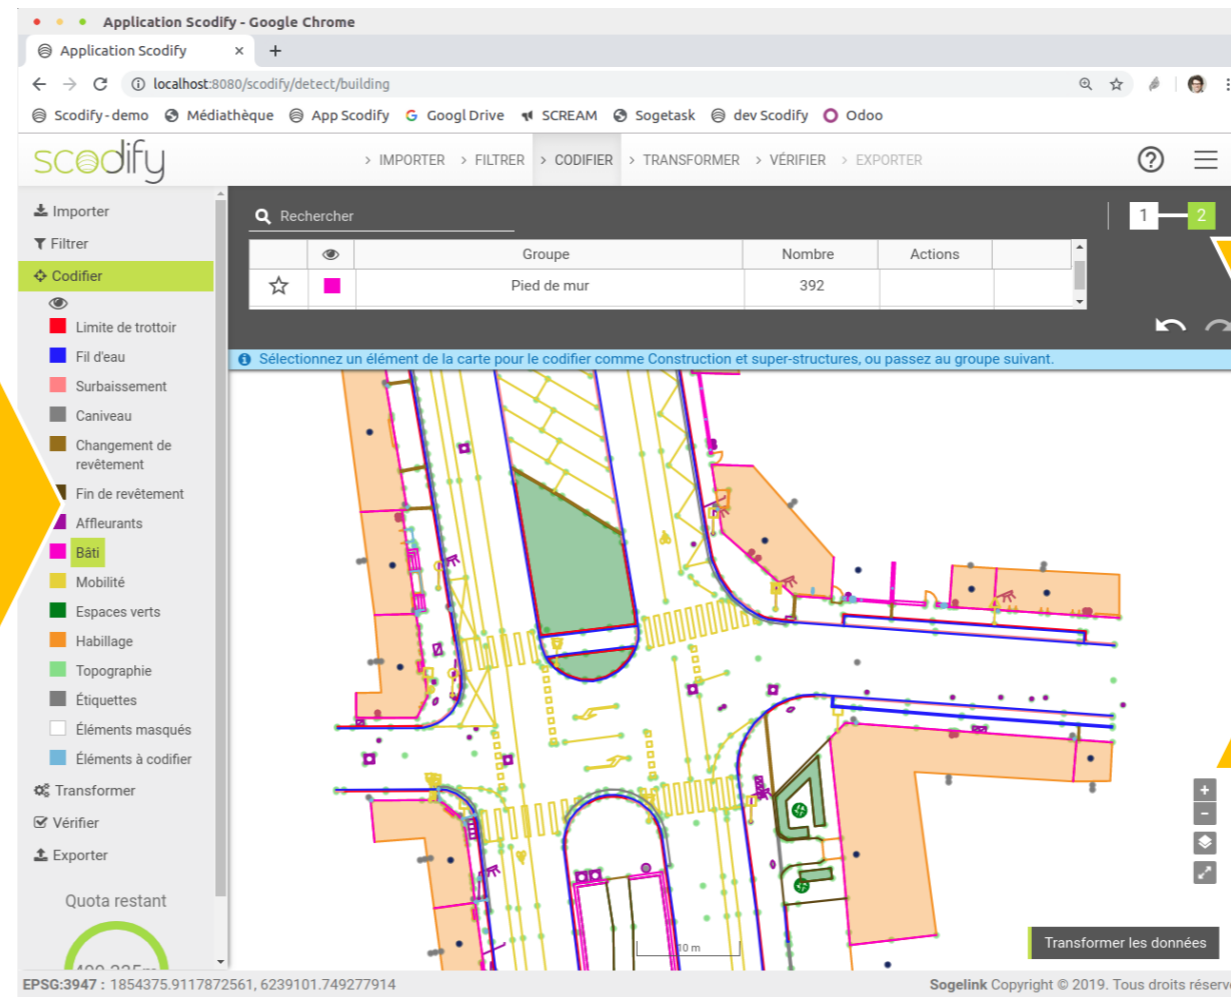 Application Scodify - Google Chrome
Application Scodify × +
localhost:8080/scodify/detect/building
Scodify-demo Médiathèque App Scodify Googl Drive SCREAM Sogetask dev Scodify Odoo
scodify
> IMPORTER > FILTRER > CODIFIER > TRANSFORMER > VÉRIFIER > EXPORTER
Importer
Filtrer
Codifier
Limite de trottoir
Fil d'eau
Surbaissement
Caniveau
Changement de
revêtement
Fin de revêtement
Affleurants
Bâti
Mobilité
Espaces verts
Habillage
Topographie
Étiquettes
Éléments masqués
Éléments à codifier
Transformer
Vérifier
Exporter
Quota restant
Rechercher
1 2
Groupe Nombre Actions
Pied de mur 392
Sélectionnez un élément de la carte pour le codifier comme Construction et super-structures, ou passez au groupe suivant.
10 m
+
−
Transformer les données
EPSG:3947 : 1854375.9117872561, 6239101.749277914
Sogelink Copyright © 2019. Tous droits réserv